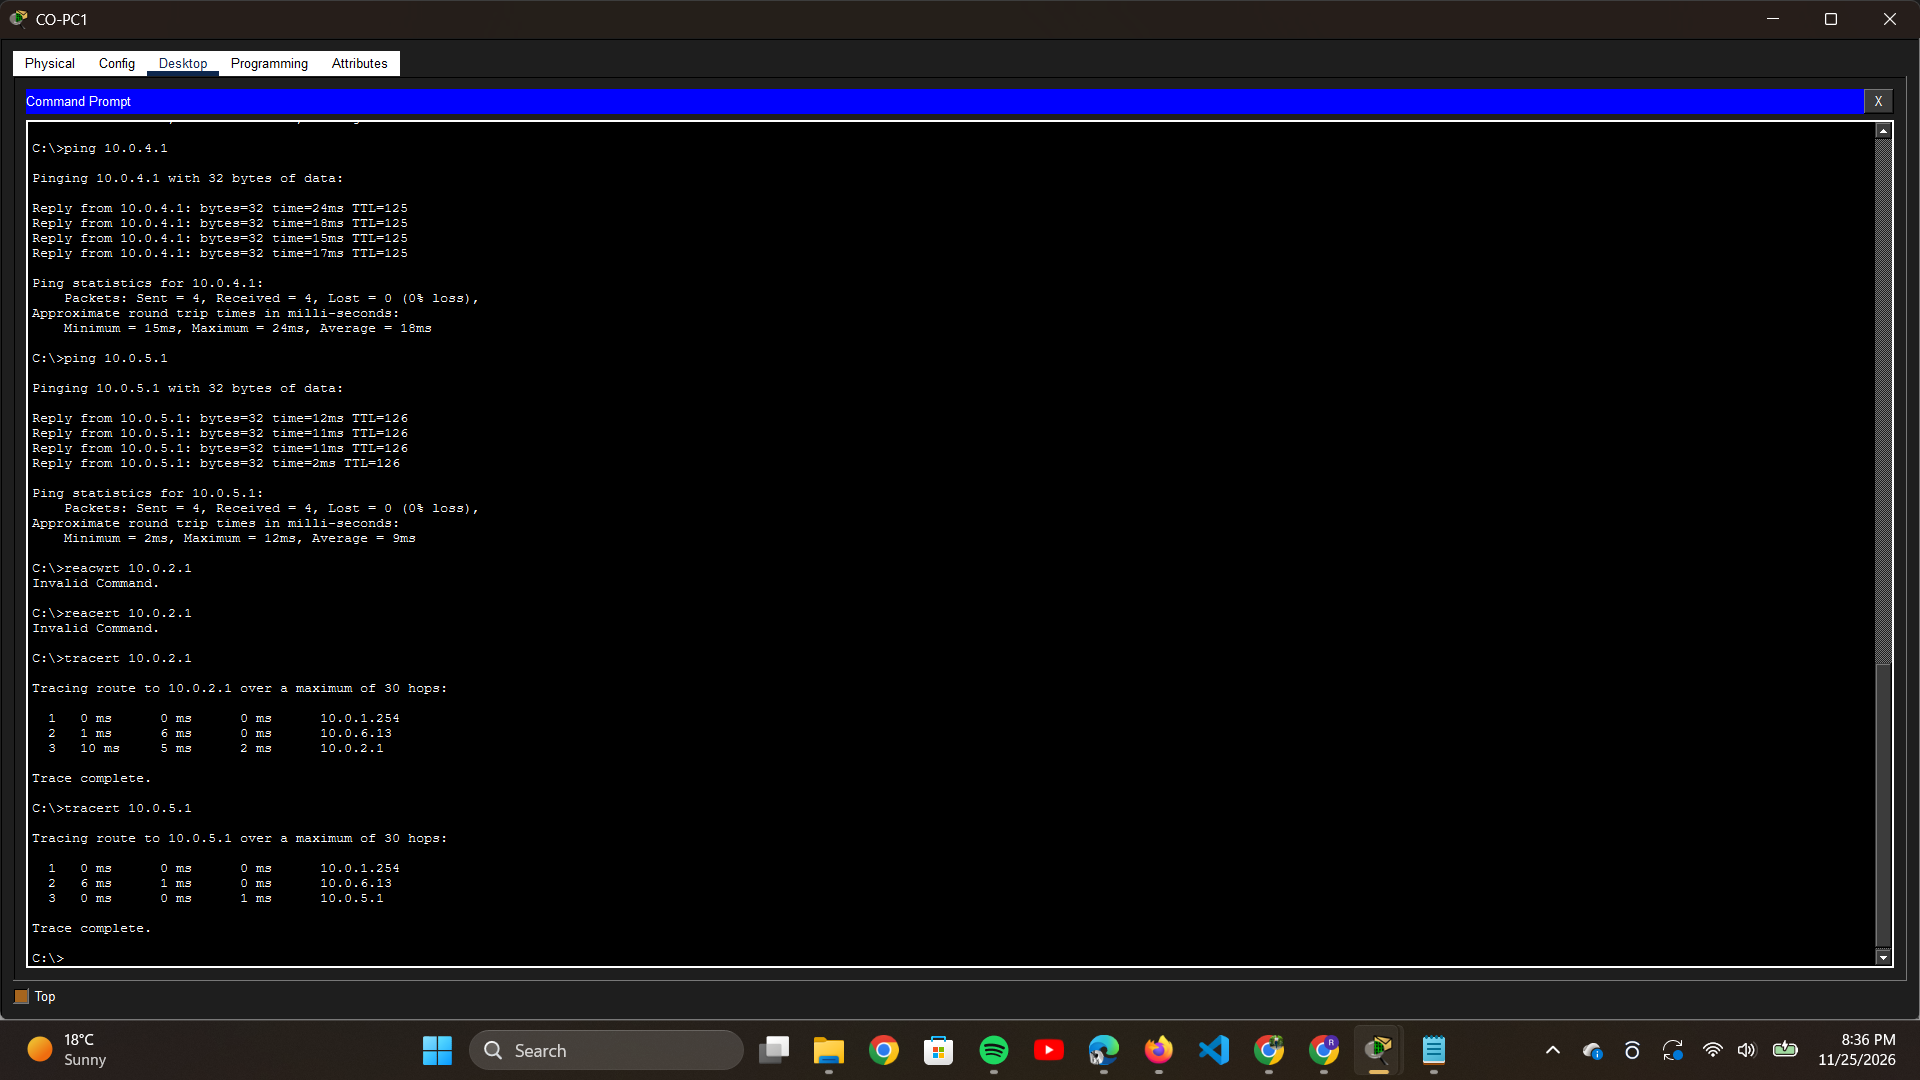 CO-PC1
Physical Config Desktop Programming Attributes
Command Prompt X
C:\>ping 10.0.4.1
Pinging 10.0.4.1 with 32 bytes of data:
Reply from 10.0.4.1: bytes=32 time=24ms TTL=125
Reply from 10.0.4.1: bytes=32 time=18ms TTL=125
Reply from 10.0.4.1: bytes=32 time=15ms TTL=125
Reply from 10.0.4.1: bytes=32 time=17ms TTL=125
Ping statistics for 10.0.4.1:
Packets: Sent = 4, Received = 4, Lost = 0 (0% loss),
Approximate round trip times in milli-seconds:
Minimum = 15ms, Maximum = 24ms, Average = 18ms
C:\>ping 10.0.5.1
Pinging 10.0.5.1 with 32 bytes of data:
Reply from 10.0.5.1: bytes=32 time=12ms TTL=126
Reply from 10.0.5.1: bytes=32 time=11ms TTL=126
Reply from 10.0.5.1: bytes=32 time=11ms TTL=126
Reply from 10.0.5.1: bytes=32 time=2ms TTL=126
Ping statistics for 10.0.5.1:
Packets: Sent = 4, Received = 4, Lost = 0 (0% loss),
Approximate round trip times in milli-seconds:
Minimum = 2ms, Maximum = 12ms, Average = 9ms
C:\>reacwrt 10.0.2.1
Invalid Command.
C:\>reacert 10.0.2.1
Invalid Command.
C:\>tracert 10.0.2.1
Tracing route to 10.0.2.1 over a maximum of 30 hops:
1 0 ms 0 ms 0 ms 10.0.1.254
2 1 ms 6 ms 0 ms 10.0.6.13
3 10 ms 5 ms 2 ms 10.0.2.1
Trace complete.
C:\>tracert 10.0.5.1
Tracing route to 10.0.5.1 over a maximum of 30 hops:
1 0 ms 0 ms 0 ms 10.0.1.254
2 6 ms 1 ms 0 ms 10.0.6.13
3 0 ms 0 ms 1 ms 10.0.5.1
Trace complete.
C:\>
Top
18°C
Sunny
Search
R
8:36 PM
11/25/2026